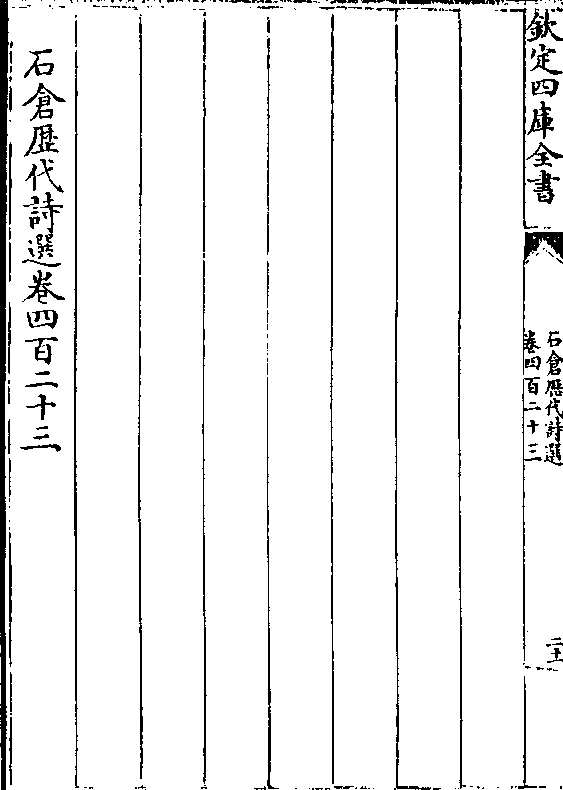 欽定四庫全書
石倉歷代詩選
卷四百二十三
石倉歷代詩選卷四百二十三